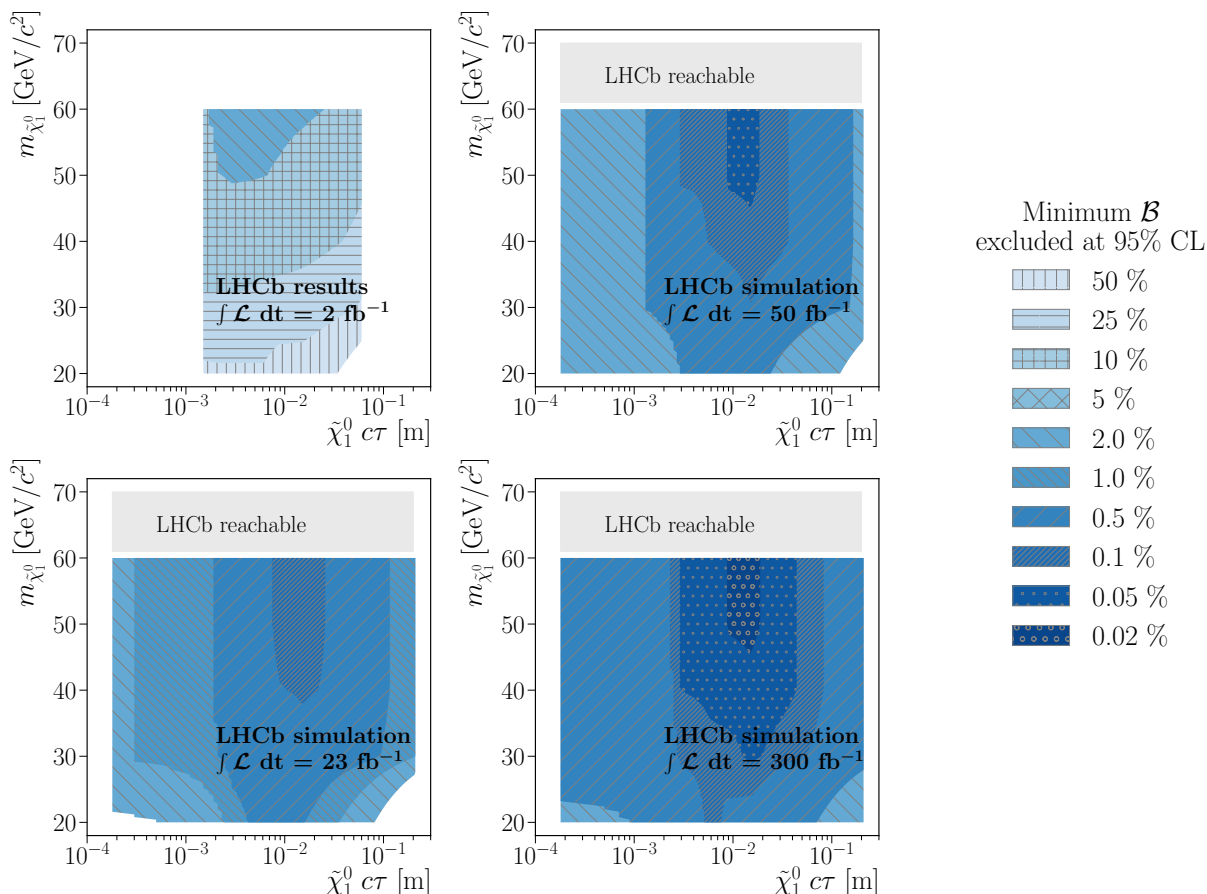 m_{χ̃₁⁰} [GeV/c²]
70
60
50
40
30
20
LHCb results
∫ 𝓛 dt = 2 fb⁻¹
10⁻⁴
10⁻³
10⁻²
10⁻¹
χ̃₁⁰ cτ [m]
m_{χ̃₁⁰} [GeV/c²]
70
60
50
40
30
20
LHCb reachable
LHCb simulation
∫ 𝓛 dt = 50 fb⁻¹
10⁻⁴
10⁻³
10⁻²
10⁻¹
χ̃₁⁰ cτ [m]
m_{χ̃₁⁰} [GeV/c²]
70
60
50
40
30
20
LHCb reachable
LHCb simulation
∫ 𝓛 dt = 23 fb⁻¹
10⁻⁴
10⁻³
10⁻²
10⁻¹
χ̃₁⁰ cτ [m]
m_{χ̃₁⁰} [GeV/c²]
70
60
50
40
30
20
LHCb reachable
LHCb simulation
∫ 𝓛 dt = 300 fb⁻¹
10⁻⁴
10⁻³
10⁻²
10⁻¹
χ̃₁⁰ cτ [m]
Minimum 𝓑
excluded at 95% CL
50 %
25 %
10 %
5 %
2.0 %
1.0 %
0.5 %
0.1 %
0.05 %
0.02 %